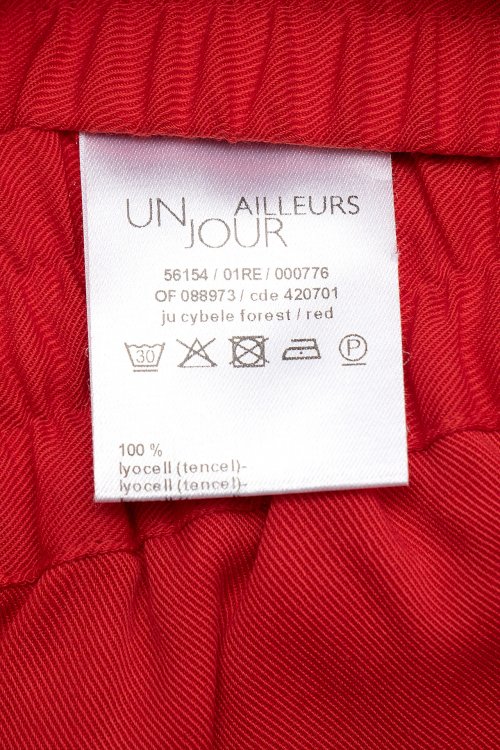 UN JOUR AILLEURS
56154 / 01RE / 000776
OF 088973 / cde 420701
ju cybele forest / red
30 P
100 %
lyocell (tencel)-
lyocell (tencel)-